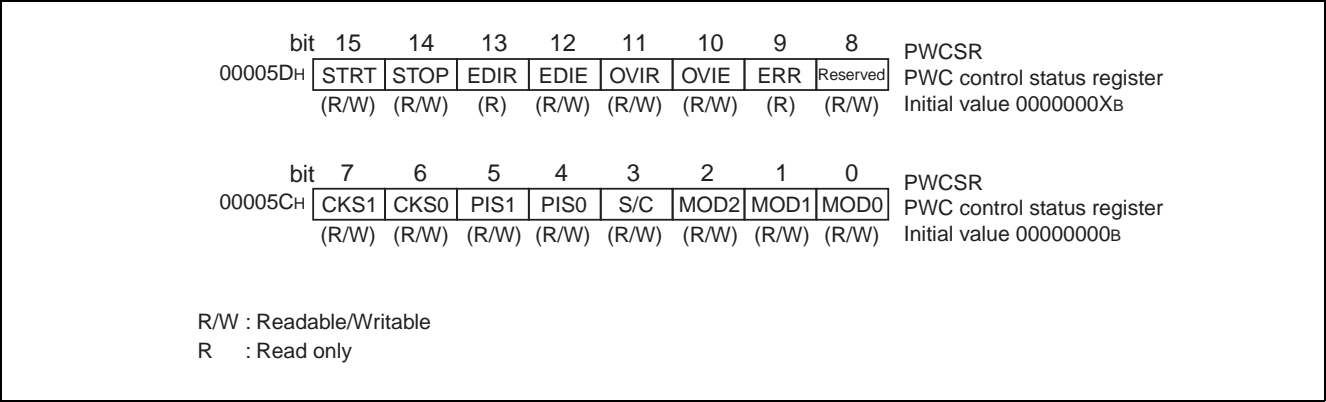 bit 15 14 13 12 11 10 9 8 PWCSR
00005DH STRT STOP EDIR EDIE OVIR OVIE ERR Reserved PWC control status register
(R/W) (R/W) (R) (R/W) (R/W) (R/W) (R) (R/W) Initial value 0000000XB
bit 7 6 5 4 3 2 1 0 PWCSR
00005CH CKS1 CKS0 PIS1 PIS0 S/C MOD2 MOD1 MOD0 PWC control status register
(R/W) (R/W) (R/W) (R/W) (R/W) (R/W) (R/W) (R/W) Initial value 00000000B
R/W : Readable/Writable
R : Read only